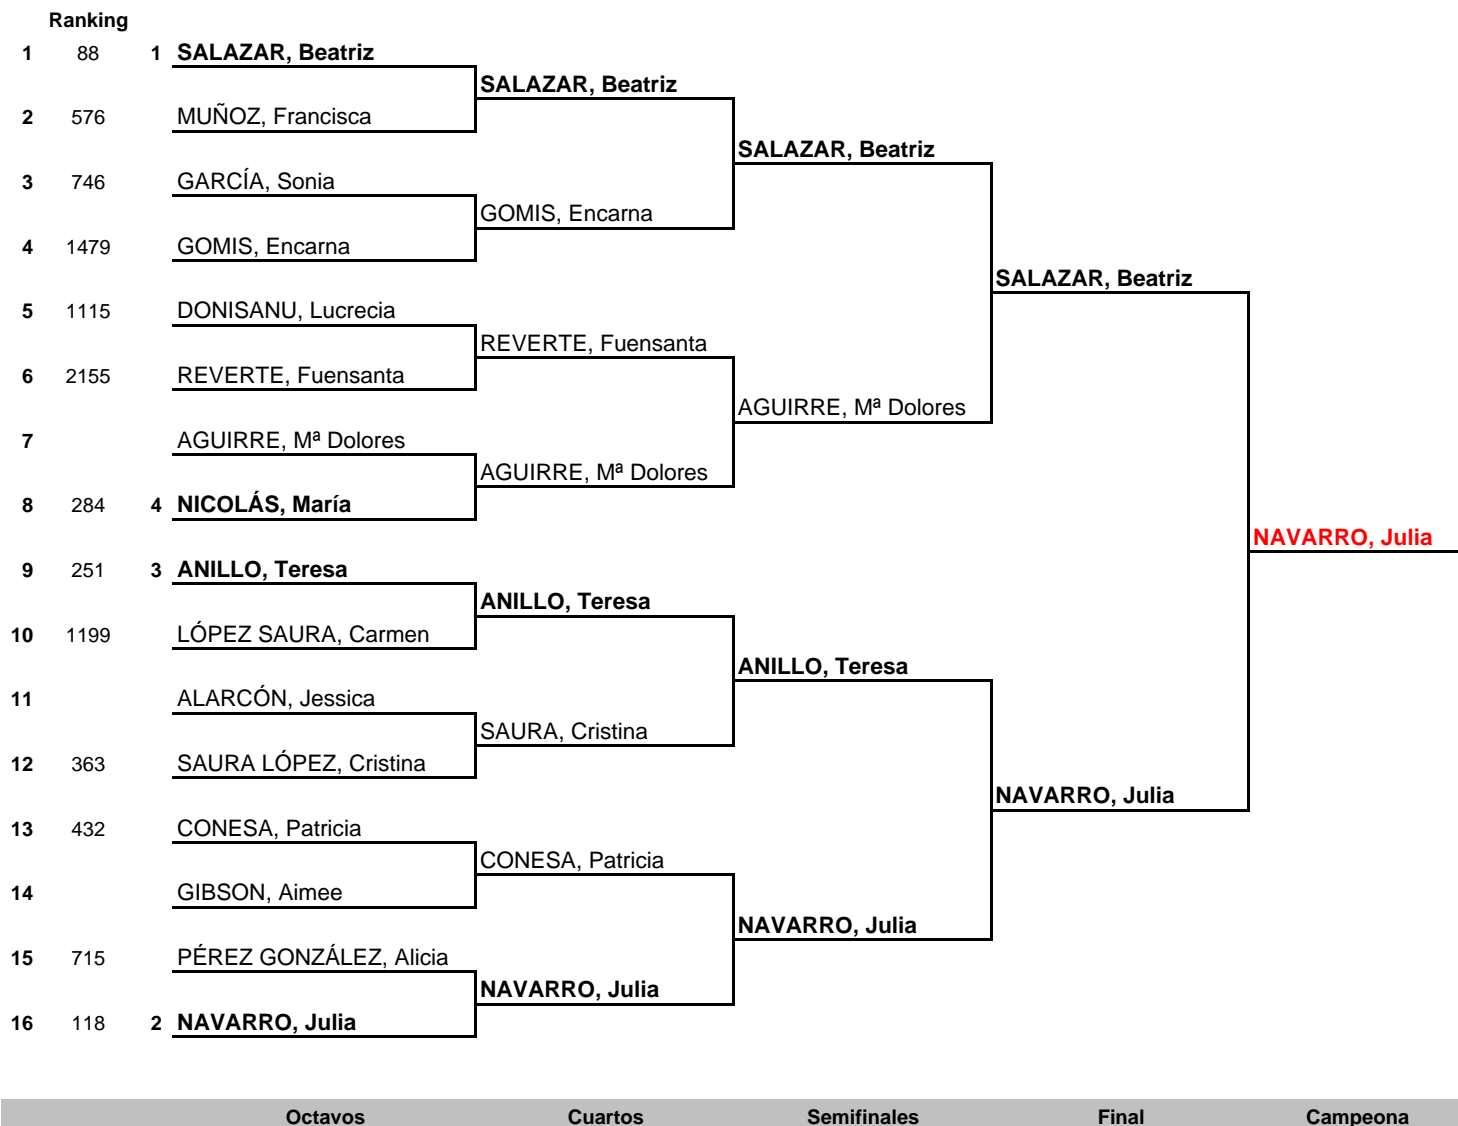 Ranking
1 88 1 SALAZAR, Beatriz
SALAZAR, Beatriz
2 576 MUÑOZ, Francisca
SALAZAR, Beatriz
3 746 GARCÍA, Sonia
GOMIS, Encarna
4 1479 GOMIS, Encarna
SALAZAR, Beatriz
5 1115 DONISANU, Lucrecia
REVERTE, Fuensanta
6 2155 REVERTE, Fuensanta
AGUIRRE, Mª Dolores
7 AGUIRRE, Mª Dolores
AGUIRRE, Mª Dolores
8 284 4 NICOLÁS, María
NAVARRO, Julia
9 251 3 ANILLO, Teresa
ANILLO, Teresa
10 1199 LÓPEZ SAURA, Carmen
ANILLO, Teresa
11 ALARCÓN, Jessica
SAURA, Cristina
12 363 SAURA LÓPEZ, Cristina
NAVARRO, Julia
13 432 CONESA, Patricia
CONESA, Patricia
14 GIBSON, Aimee
NAVARRO, Julia
15 715 PÉREZ GONZÁLEZ, Alicia
NAVARRO, Julia
16 118 2 NAVARRO, Julia
Octavos Cuartos Semifinales Final Campeona